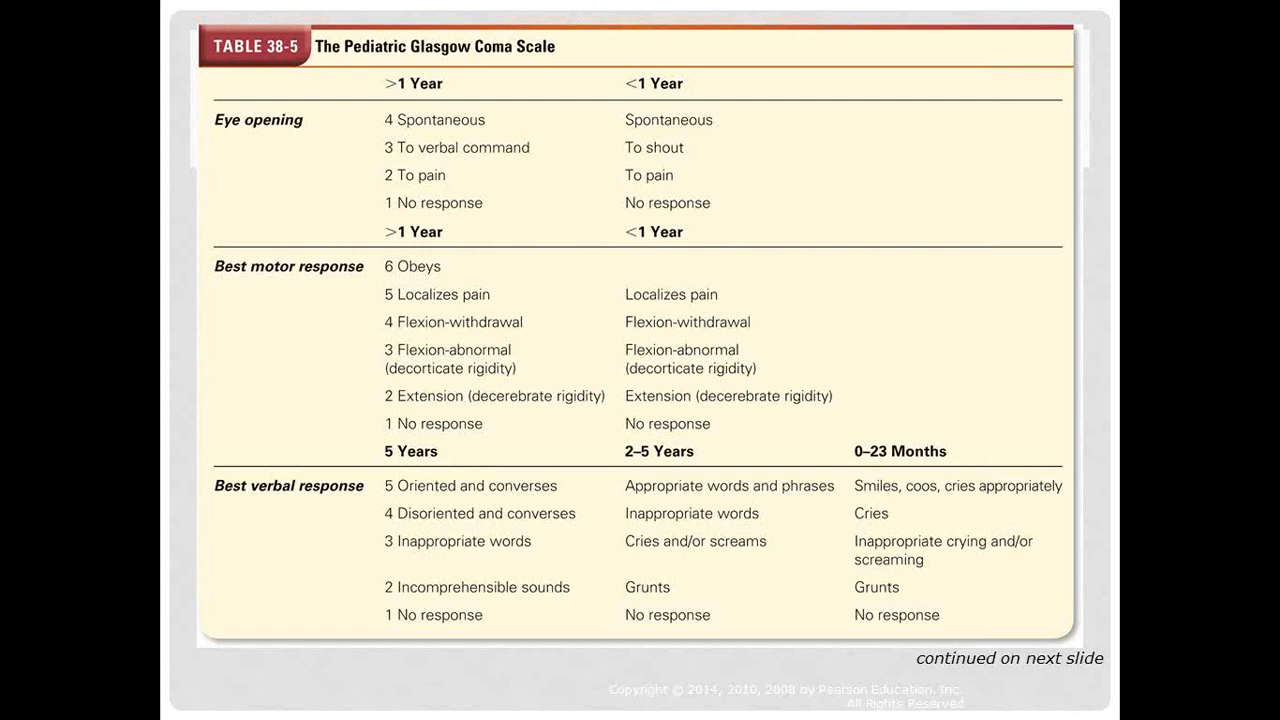 TABLE 38-5 The Pediatric Glasgow Coma Scale
>1 Year <1 Year
Eye opening 4 Spontaneous Spontaneous
3 To verbal command To shout
2 To pain To pain
1 No response No response
>1 Year <1 Year
Best motor response 6 Obeys
5 Localizes pain Localizes pain
4 Flexion-withdrawal Flexion-withdrawal
3 Flexion-abnormal Flexion-abnormal
(decorticate rigidity) (decorticate rigidity)
2 Extension (decerebrate rigidity) Extension (decerebrate rigidity)
1 No response No response
5 Years 2–5 Years 0–23 Months
Best verbal response 5 Oriented and converses Appropriate words and phrases Smiles, coos, cries appropriately
4 Disoriented and converses Inappropriate words Cries
3 Inappropriate words Cries and/or screams Inappropriate crying and/or
screaming
2 Incomprehensible sounds Grunts Grunts
1 No response No response No response
continued on next slide
Copyright © 2014, 2010, 2008 by Pearson Education, Inc.
All Rights Reserved